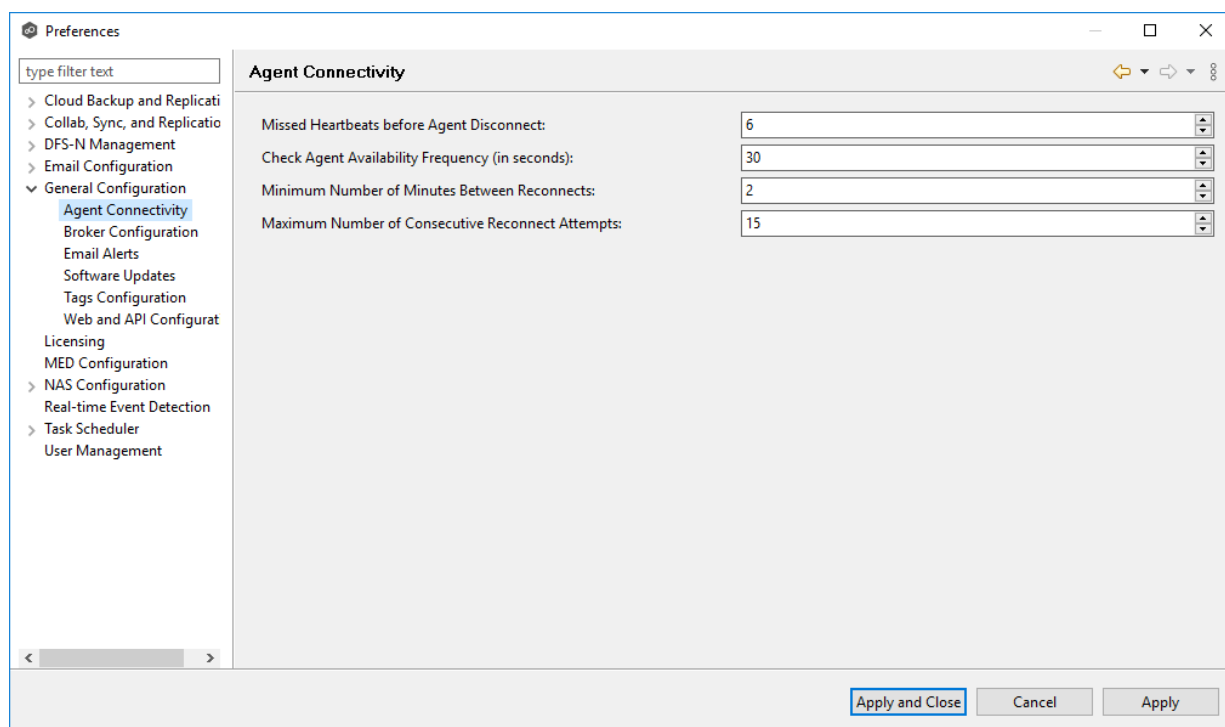 Preferences
type filter text
Cloud Backup and Replicati
Collab, Sync, and Replicatio
DFS-N Management
Email Configuration
General Configuration
Agent Connectivity
Broker Configuration
Email Alerts
Software Updates
Tags Configuration
Web and API Configurat
Licensing
MED Configuration
NAS Configuration
Real-time Event Detection
Task Scheduler
User Management
Agent Connectivity
Missed Heartbeats before Agent Disconnect: 6
Check Agent Availability Frequency (in seconds): 30
Minimum Number of Minutes Between Reconnects: 2
Maximum Number of Consecutive Reconnect Attempts: 15
Apply and Close Cancel Apply